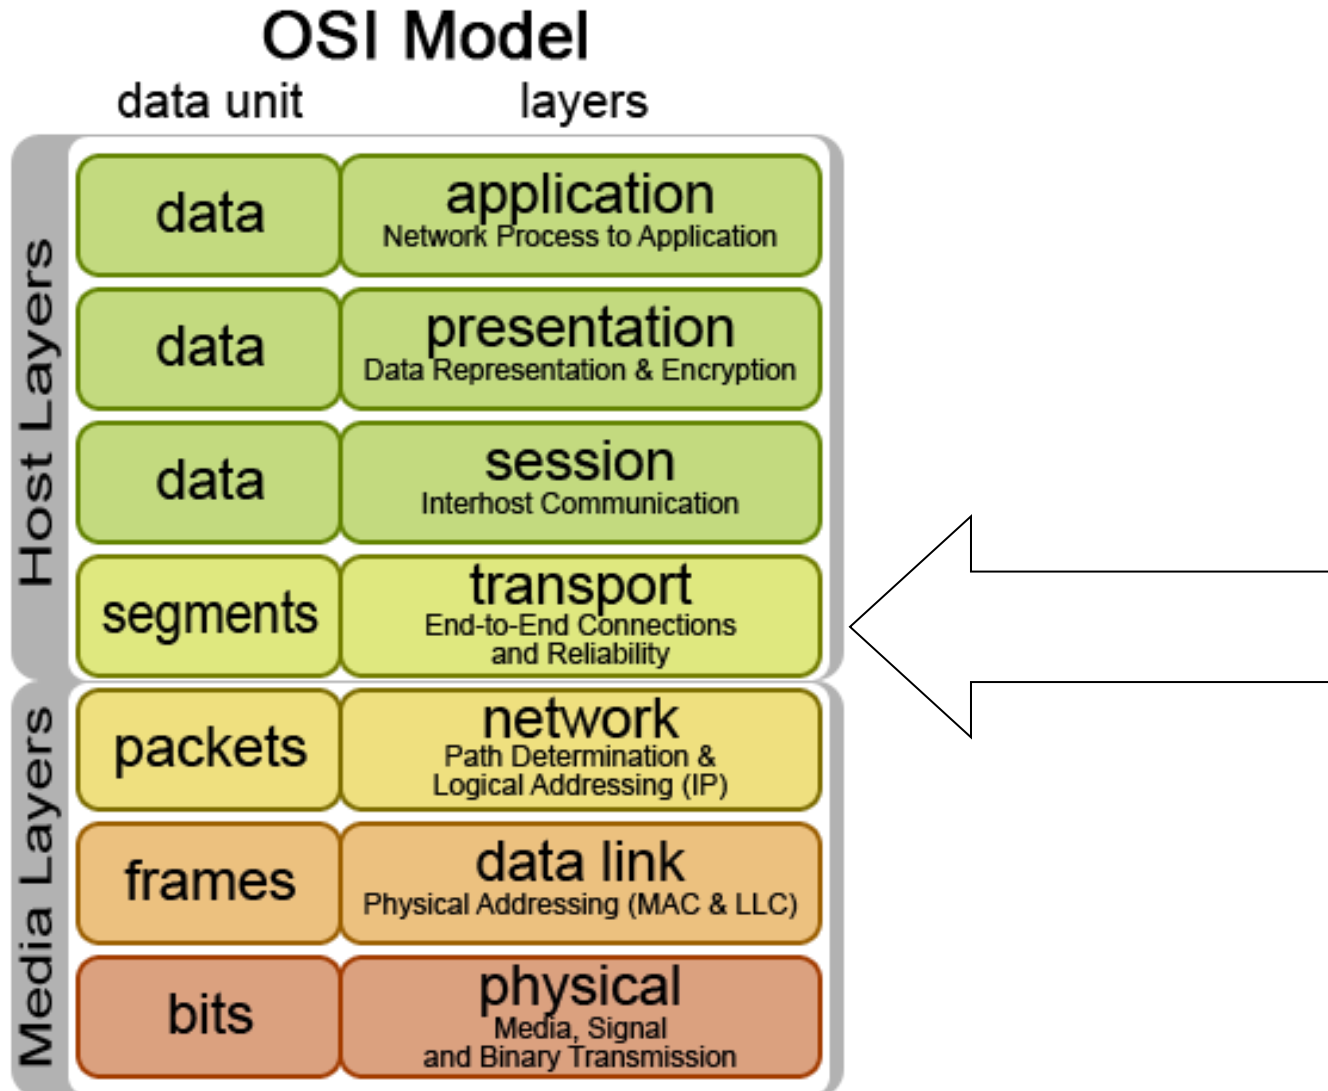 OSI Model
data unit layers
Host Layers
data
application
Network Process to Application
data
presentation
Data Representation & Encryption
data
session
Interhost Communication
segments
transport
End-to-End Connections
and Reliability
Media Layers
packets
network
Path Determination &
Logical Addressing (IP)
frames
data link
Physical Addressing (MAC & LLC)
bits
physical
Media, Signal
and Binary Transmission